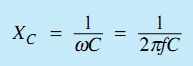 X_C = 1/ωC = 1/2πfC